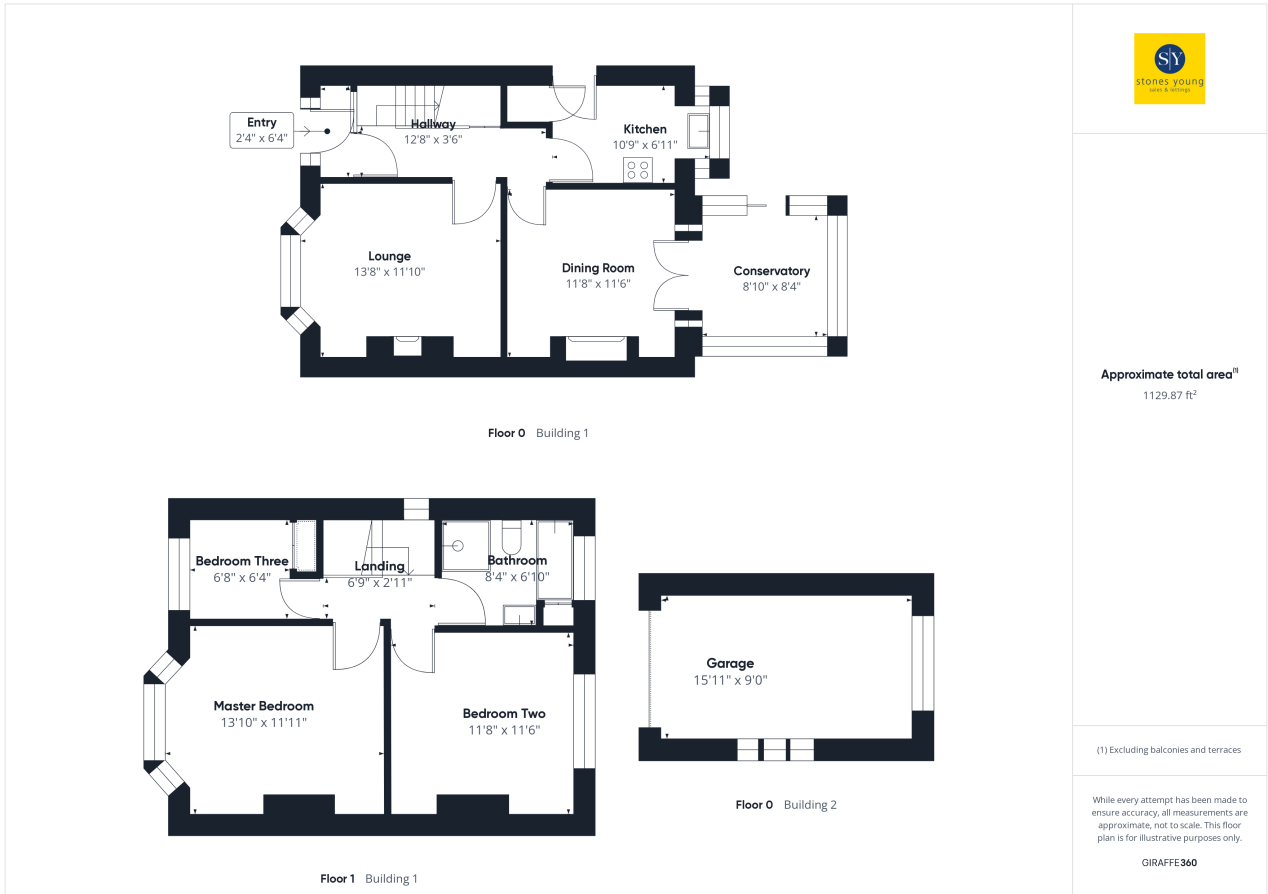 Entry
2'4" x 6'4"
Hallway
12'8" x 3'6"
Kitchen
10'9" x 6'11"
Lounge
13'8" x 11'10"
Dining Room
11'8" x 11'6"
Conservatory
8'10" x 8'4"
Floor 0 Building 1
Bedroom Three
6'8" x 6'4"
Landing
6'9" x 2'11"
Bathroom
8'4" x 6'10"
Master Bedroom
13'10" x 11'11"
Bedroom Two
11'8" x 11'6"
Floor 1 Building 1
Garage
15'11" x 9'0"
Floor 0 Building 2
S|Y
stones young
sales & lettings
Approximate total area(1)
1129.87 ft²
(1) Excluding balconies and terraces
While every attempt has been made to
ensure accuracy, all measurements are
approximate, not to scale. This floor
plan is for illustrative purposes only.
GIRAFFE360